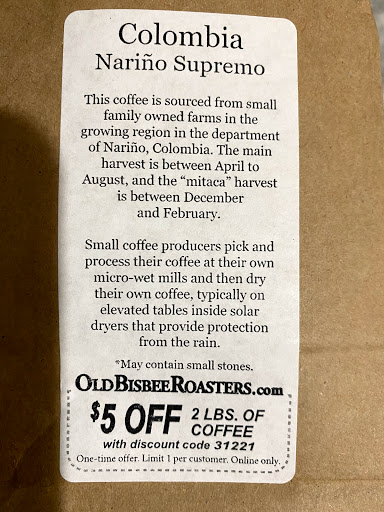 Colombia
Nariño Supremo
This coffee is sourced from small
family owned farms in the
growing region in the department
of Nariño, Colombia. The main
harvest is between April to
August, and the “mitaca” harvest
is between December
and February.
Small coffee producers pick and
process their coffee at their own
micro-wet mills and then dry
their own coffee, typically on
elevated tables inside solar
dryers that provide protection
from the rain.
*May contain small stones.
OLDBISBEEROASTERS.com
$5 OFF 2 LBS. OF
COFFEE
with discount code 31221
One-time offer. Limit 1 per customer. Online only.